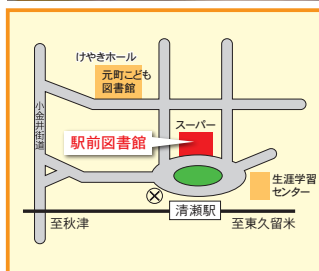 けやきホール
元町こども
図書館
小金井街道
スーパー
駅前図書館
生涯学習
センター
清瀬駅
至秋津
至東久留米